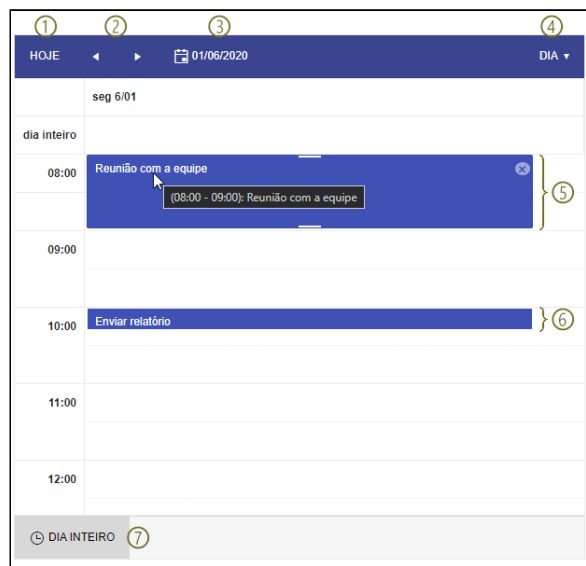 1 2 3 4
HOJE 01/06/2020 DIA
seg 6/01
dia inteiro
08:00 Reunião com a equipe
(08:00 - 09:00): Reunião com a equipe
5
09:00
10:00 Enviar relatório 6
11:00
12:00
DIA INTEIRO 7